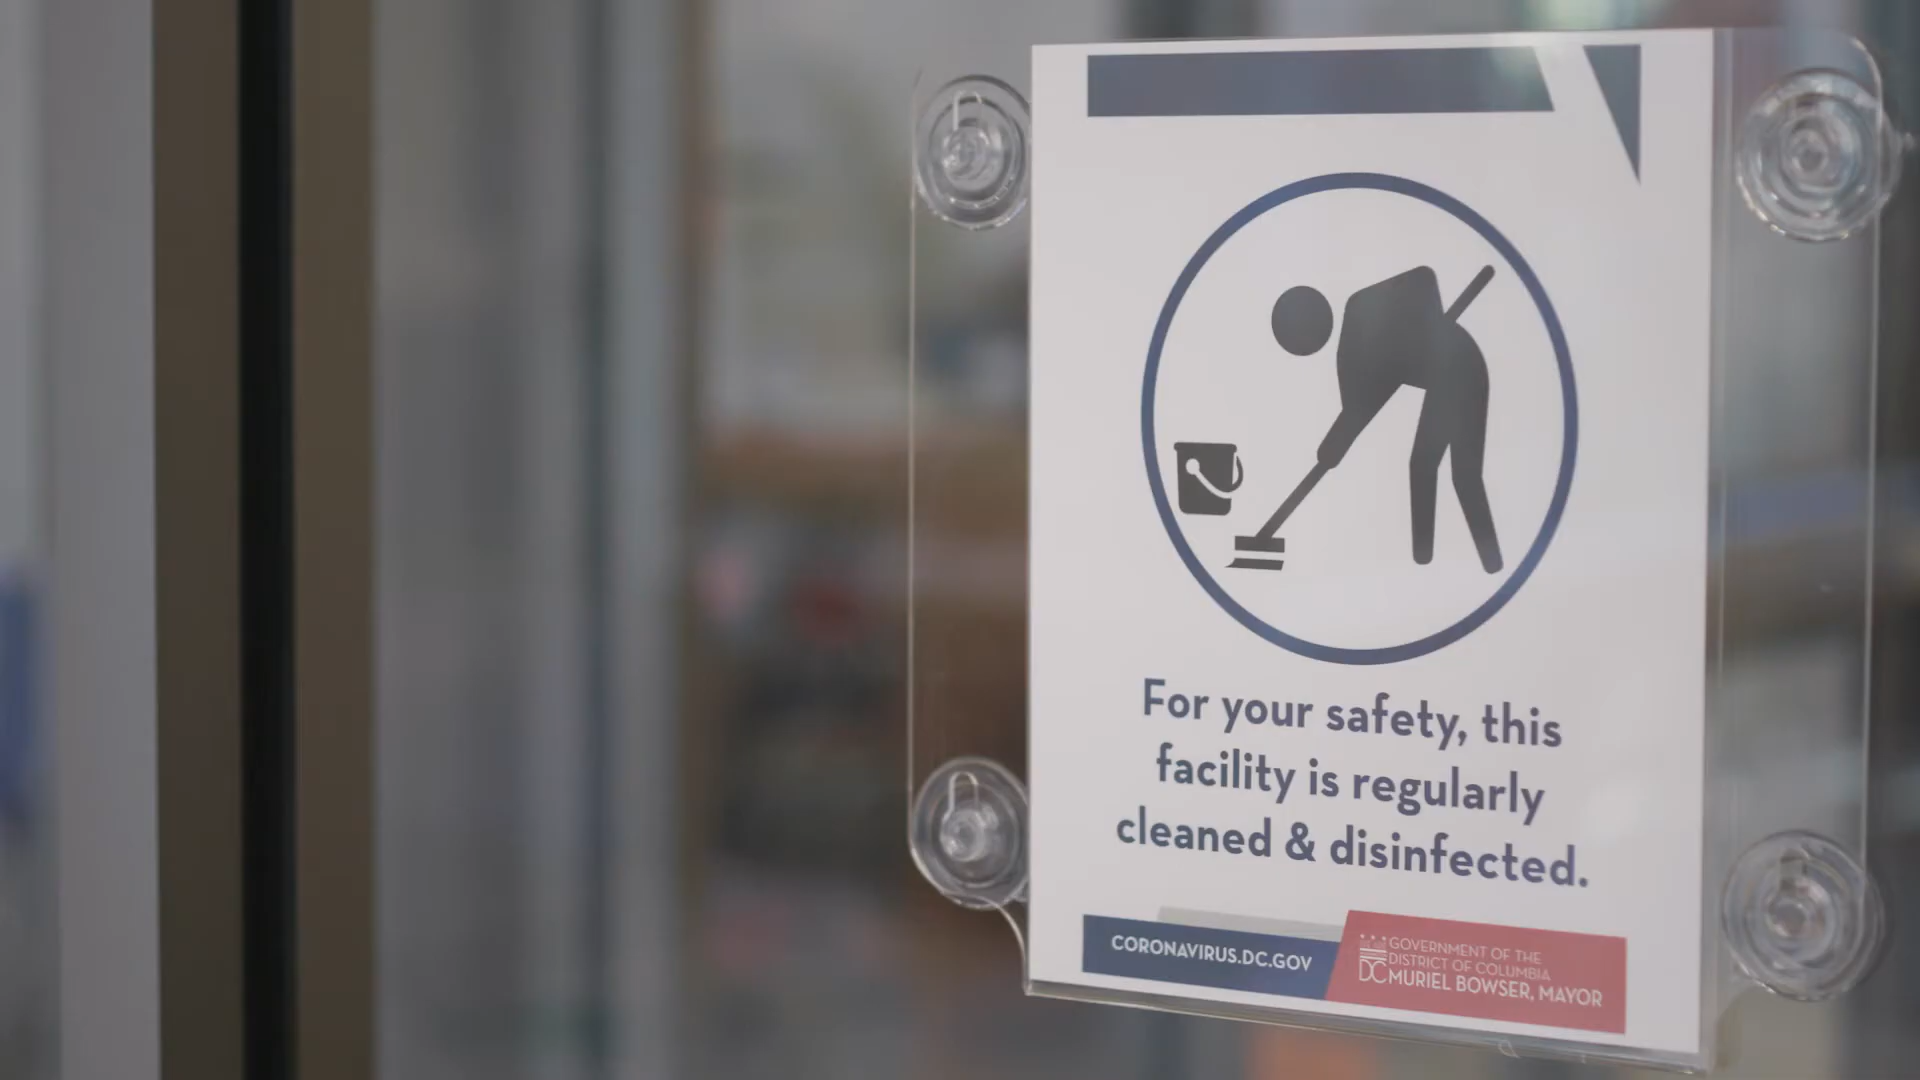 For your safety, this
facility is regularly
cleaned & disinfected.
CORONAVIRUS.DC.GOV
GOVERNMENT OF THE
DISTRICT OF COLUMBIA
DC MURIEL BOWSER, MAYOR